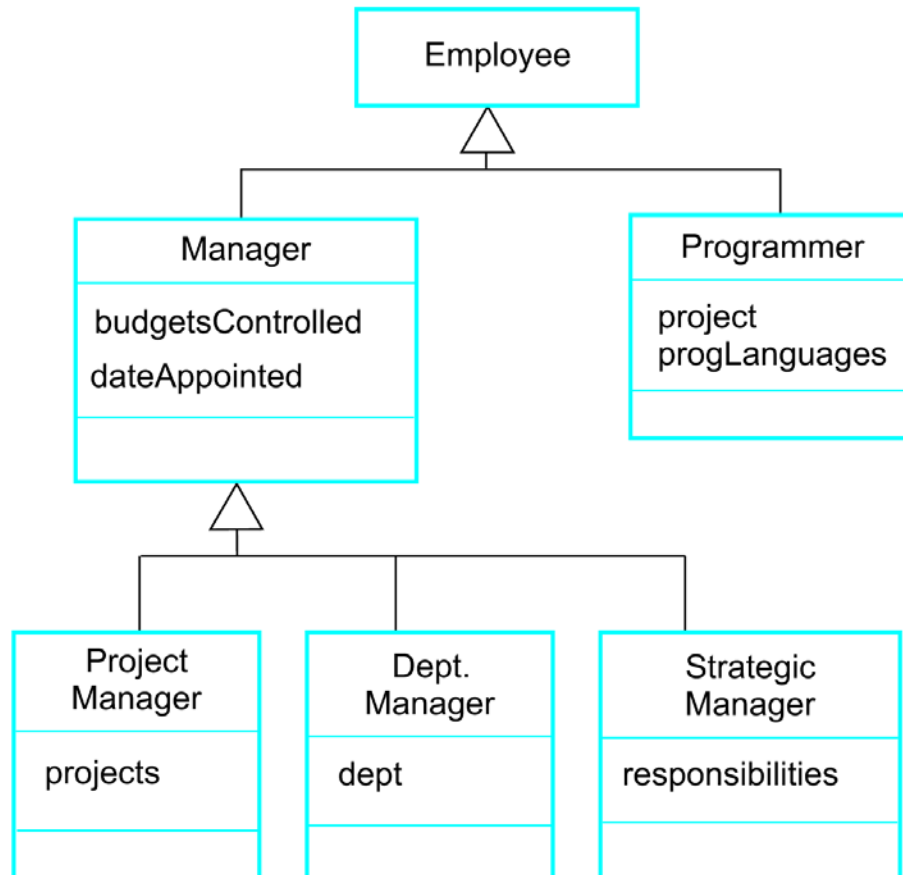 Employee
Manager
Programmer
budgetsControlled
dateAppointed
project
progLanguages
Project
Manager
Dept.
Manager
Strategic
Manager
projects
dept
responsibilities